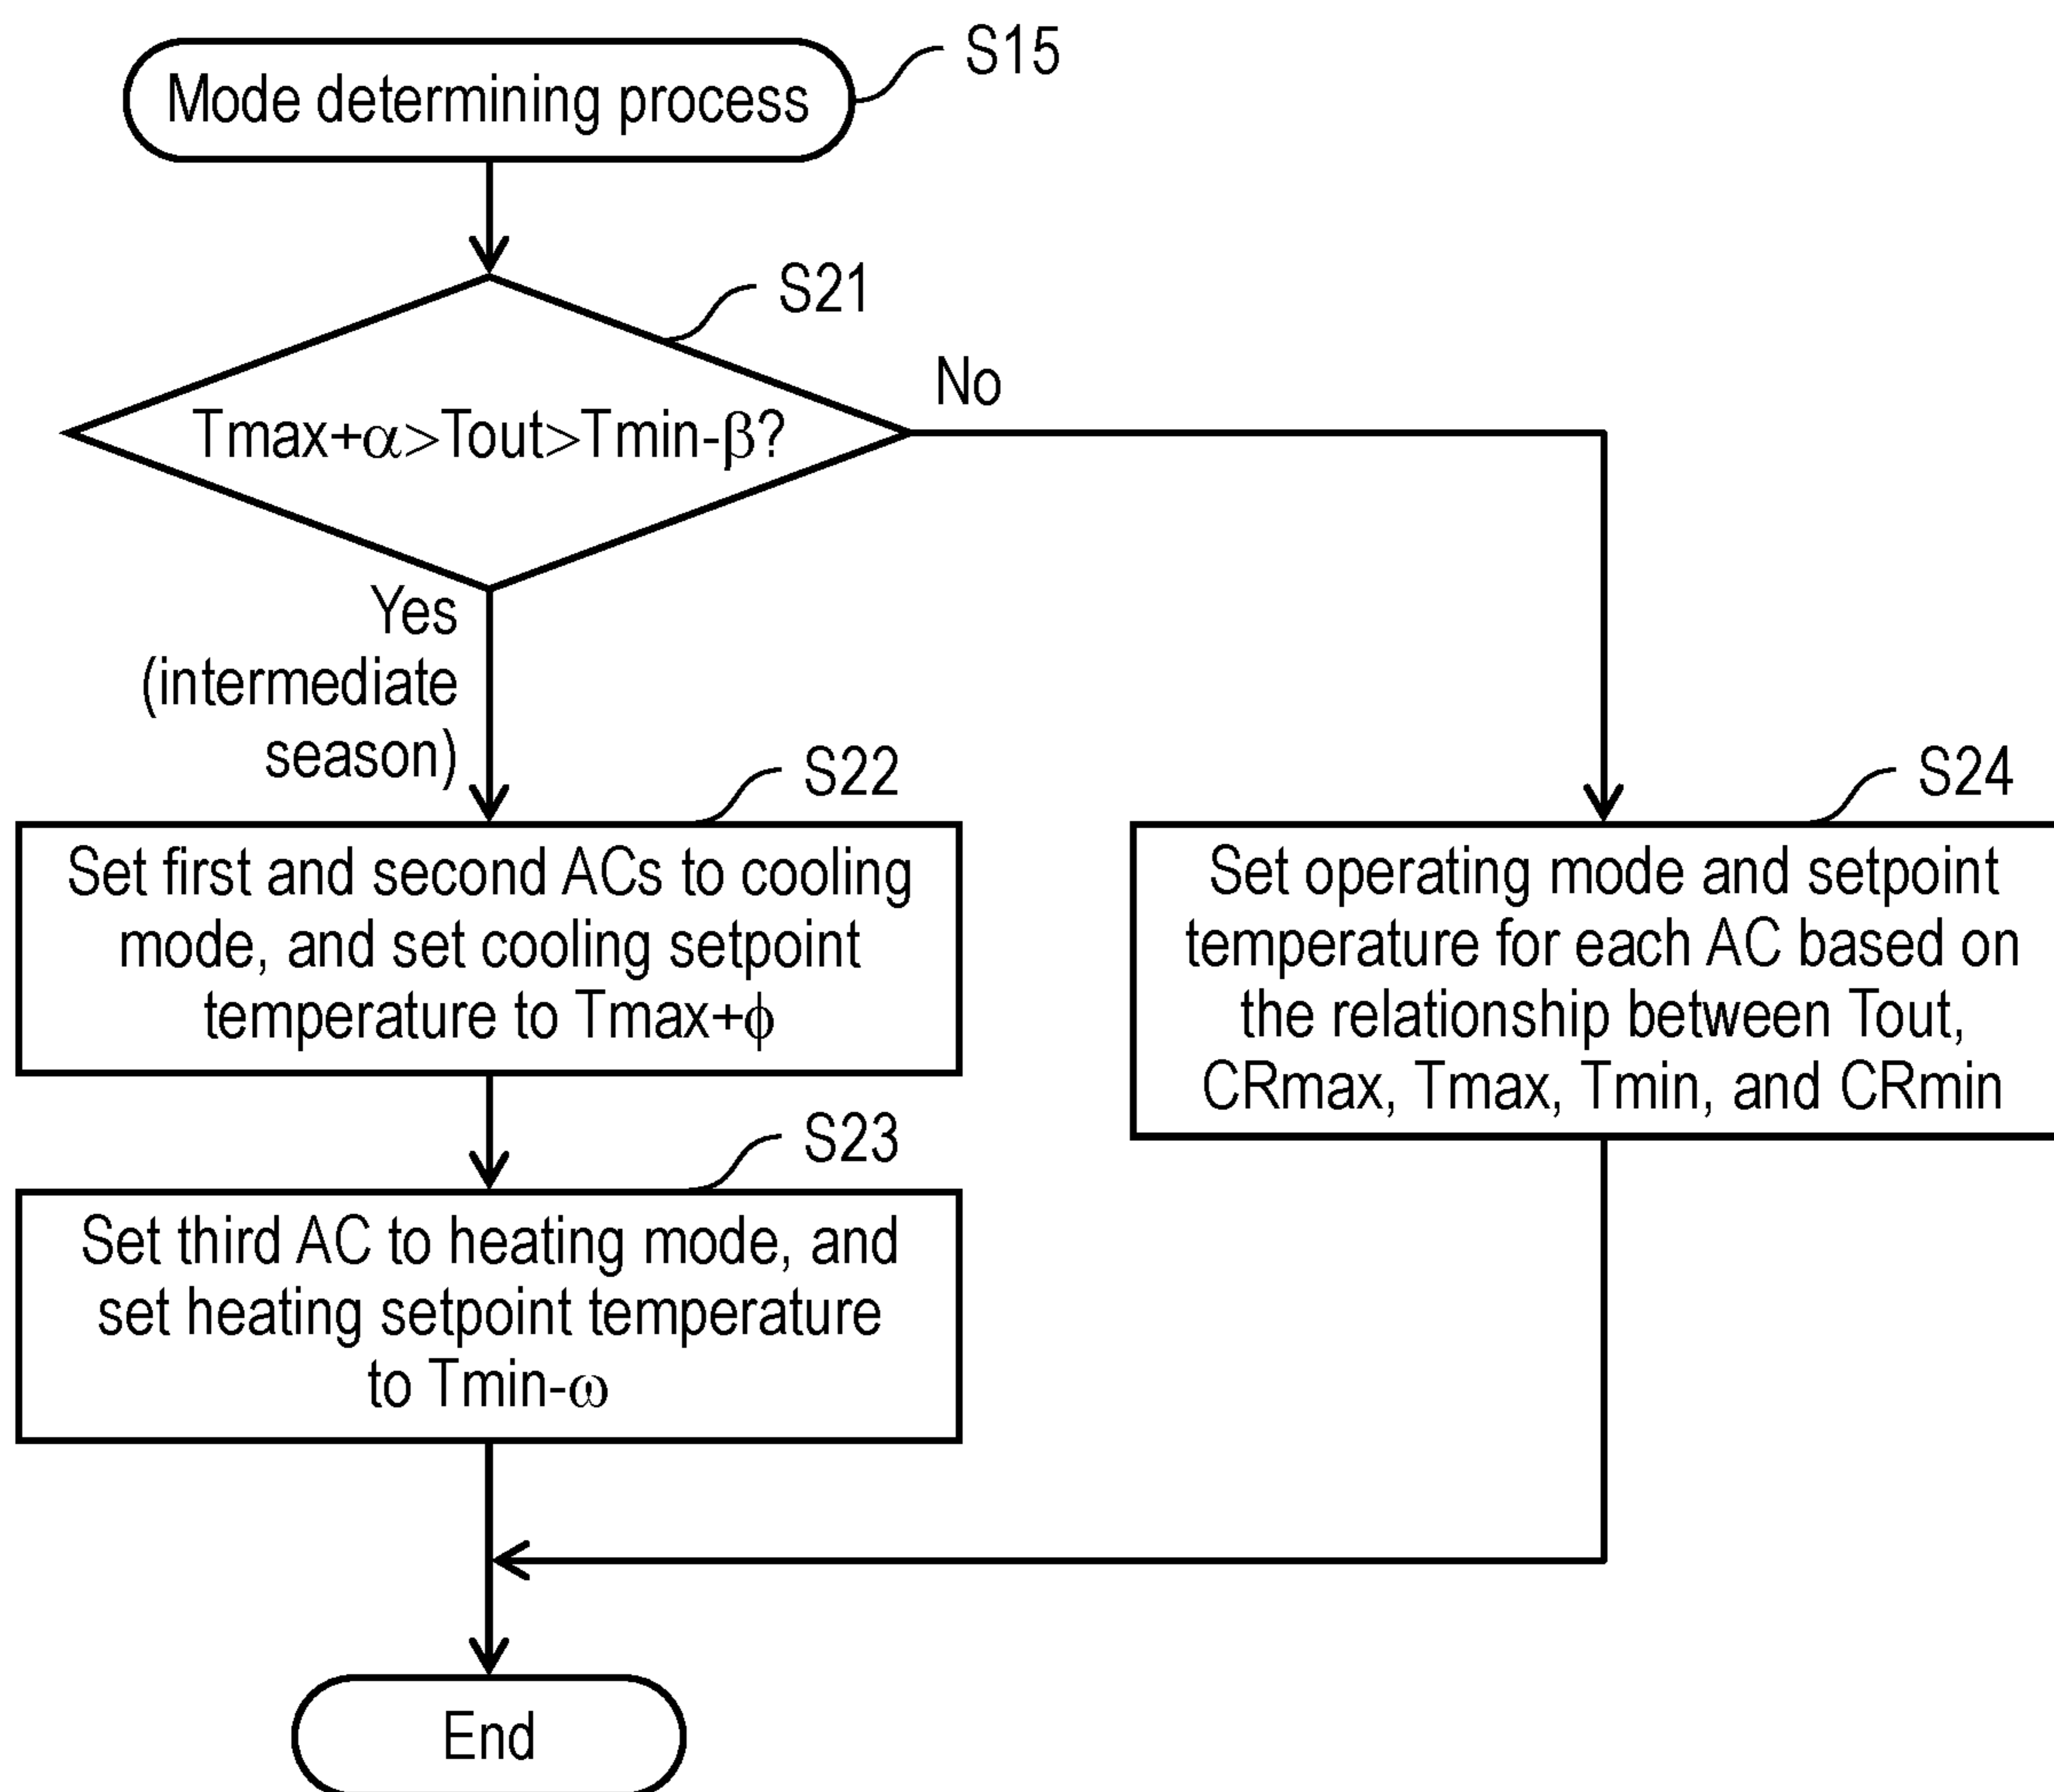 Mode determining process
S15
S21
Tmax+α>Tout>Tmin-β?
No
Yes
(intermediate
season)
S22
Set first and second ACs to cooling
mode, and set cooling setpoint
temperature to Tmax+ϕ
S24
Set operating mode and setpoint
temperature for each AC based on
the relationship between Tout,
CRmax, Tmax, Tmin, and CRmin
S23
Set third AC to heating mode, and
set heating setpoint temperature
to Tmin-ω
End